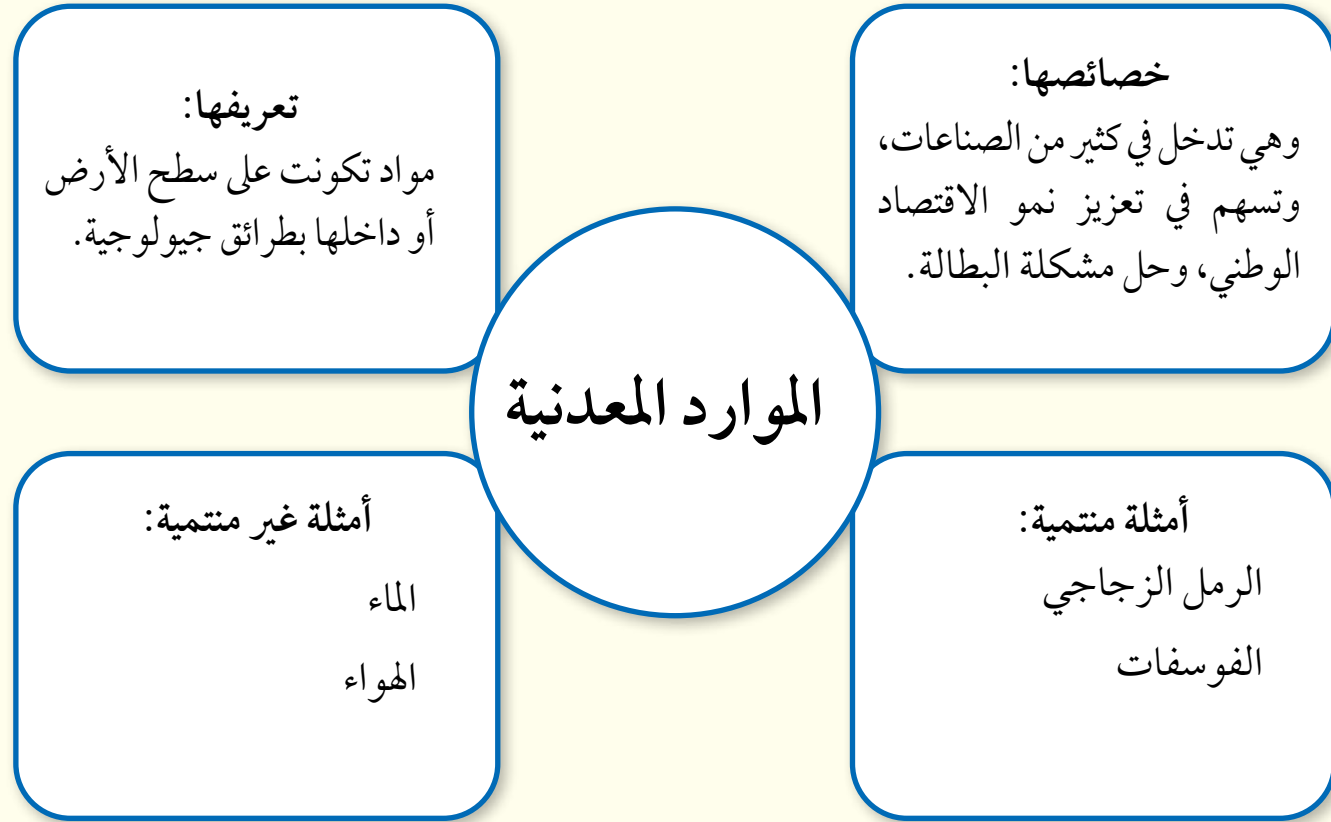 خصائصها:
وهي تدخل في كثير من الصناعات،
وتسهم في تعزيز نمو الاقتصاد
الوطني، وحل مشكلة البطالة.
تعريفها:
مواد تكونت على سطح الأرض
أو داخلها بطرائق جيولوجية.
الموارد المعدنية
أمثلة منتمية:
الرمل الزجاجي
الفوسفات
أمثلة غير منتمية:
الماء
الهواء